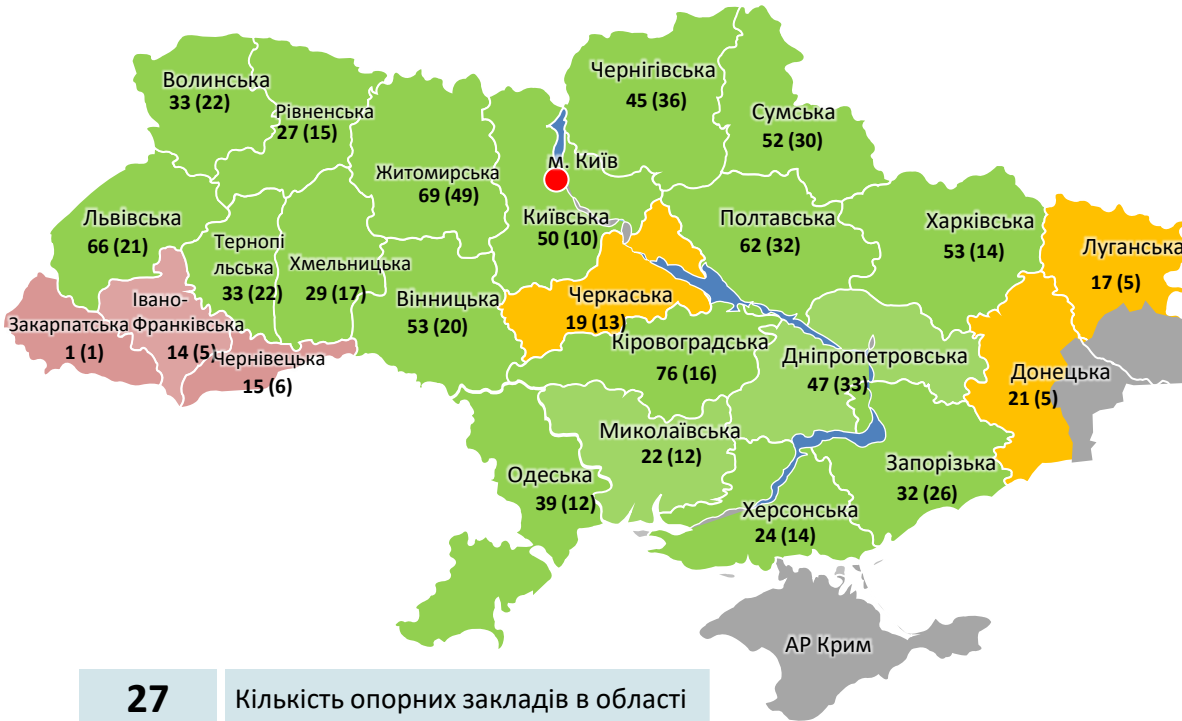 Волинська
33 (22)
Рівненська
27 (15)
Житомирська
69 (49)
Чернігівська
45 (36)
Сумська
52 (30)
м. Київ
Київська
50 (10)
Львівська
66 (21)
Тернопі
льська
33 (22)
Хмельницька
29 (17)
Вінницька
53 (20)
Черкаська
19 (13)
Полтавська
62 (32)
Харківська
53 (14)
Луганська
17 (5)
Закарпатська
1 (1)
Івано-
Франківська
14 (5)
Чернівецька
15 (6)
Кіровоградська
76 (16)
Дніпропетровська
47 (33)
Донецька
21 (5)
Одеська
39 (12)
Миколаївська
22 (12)
Запорізька
32 (26)
Херсонська
24 (14)
АР Крим
27 Кількість опорних закладів в області